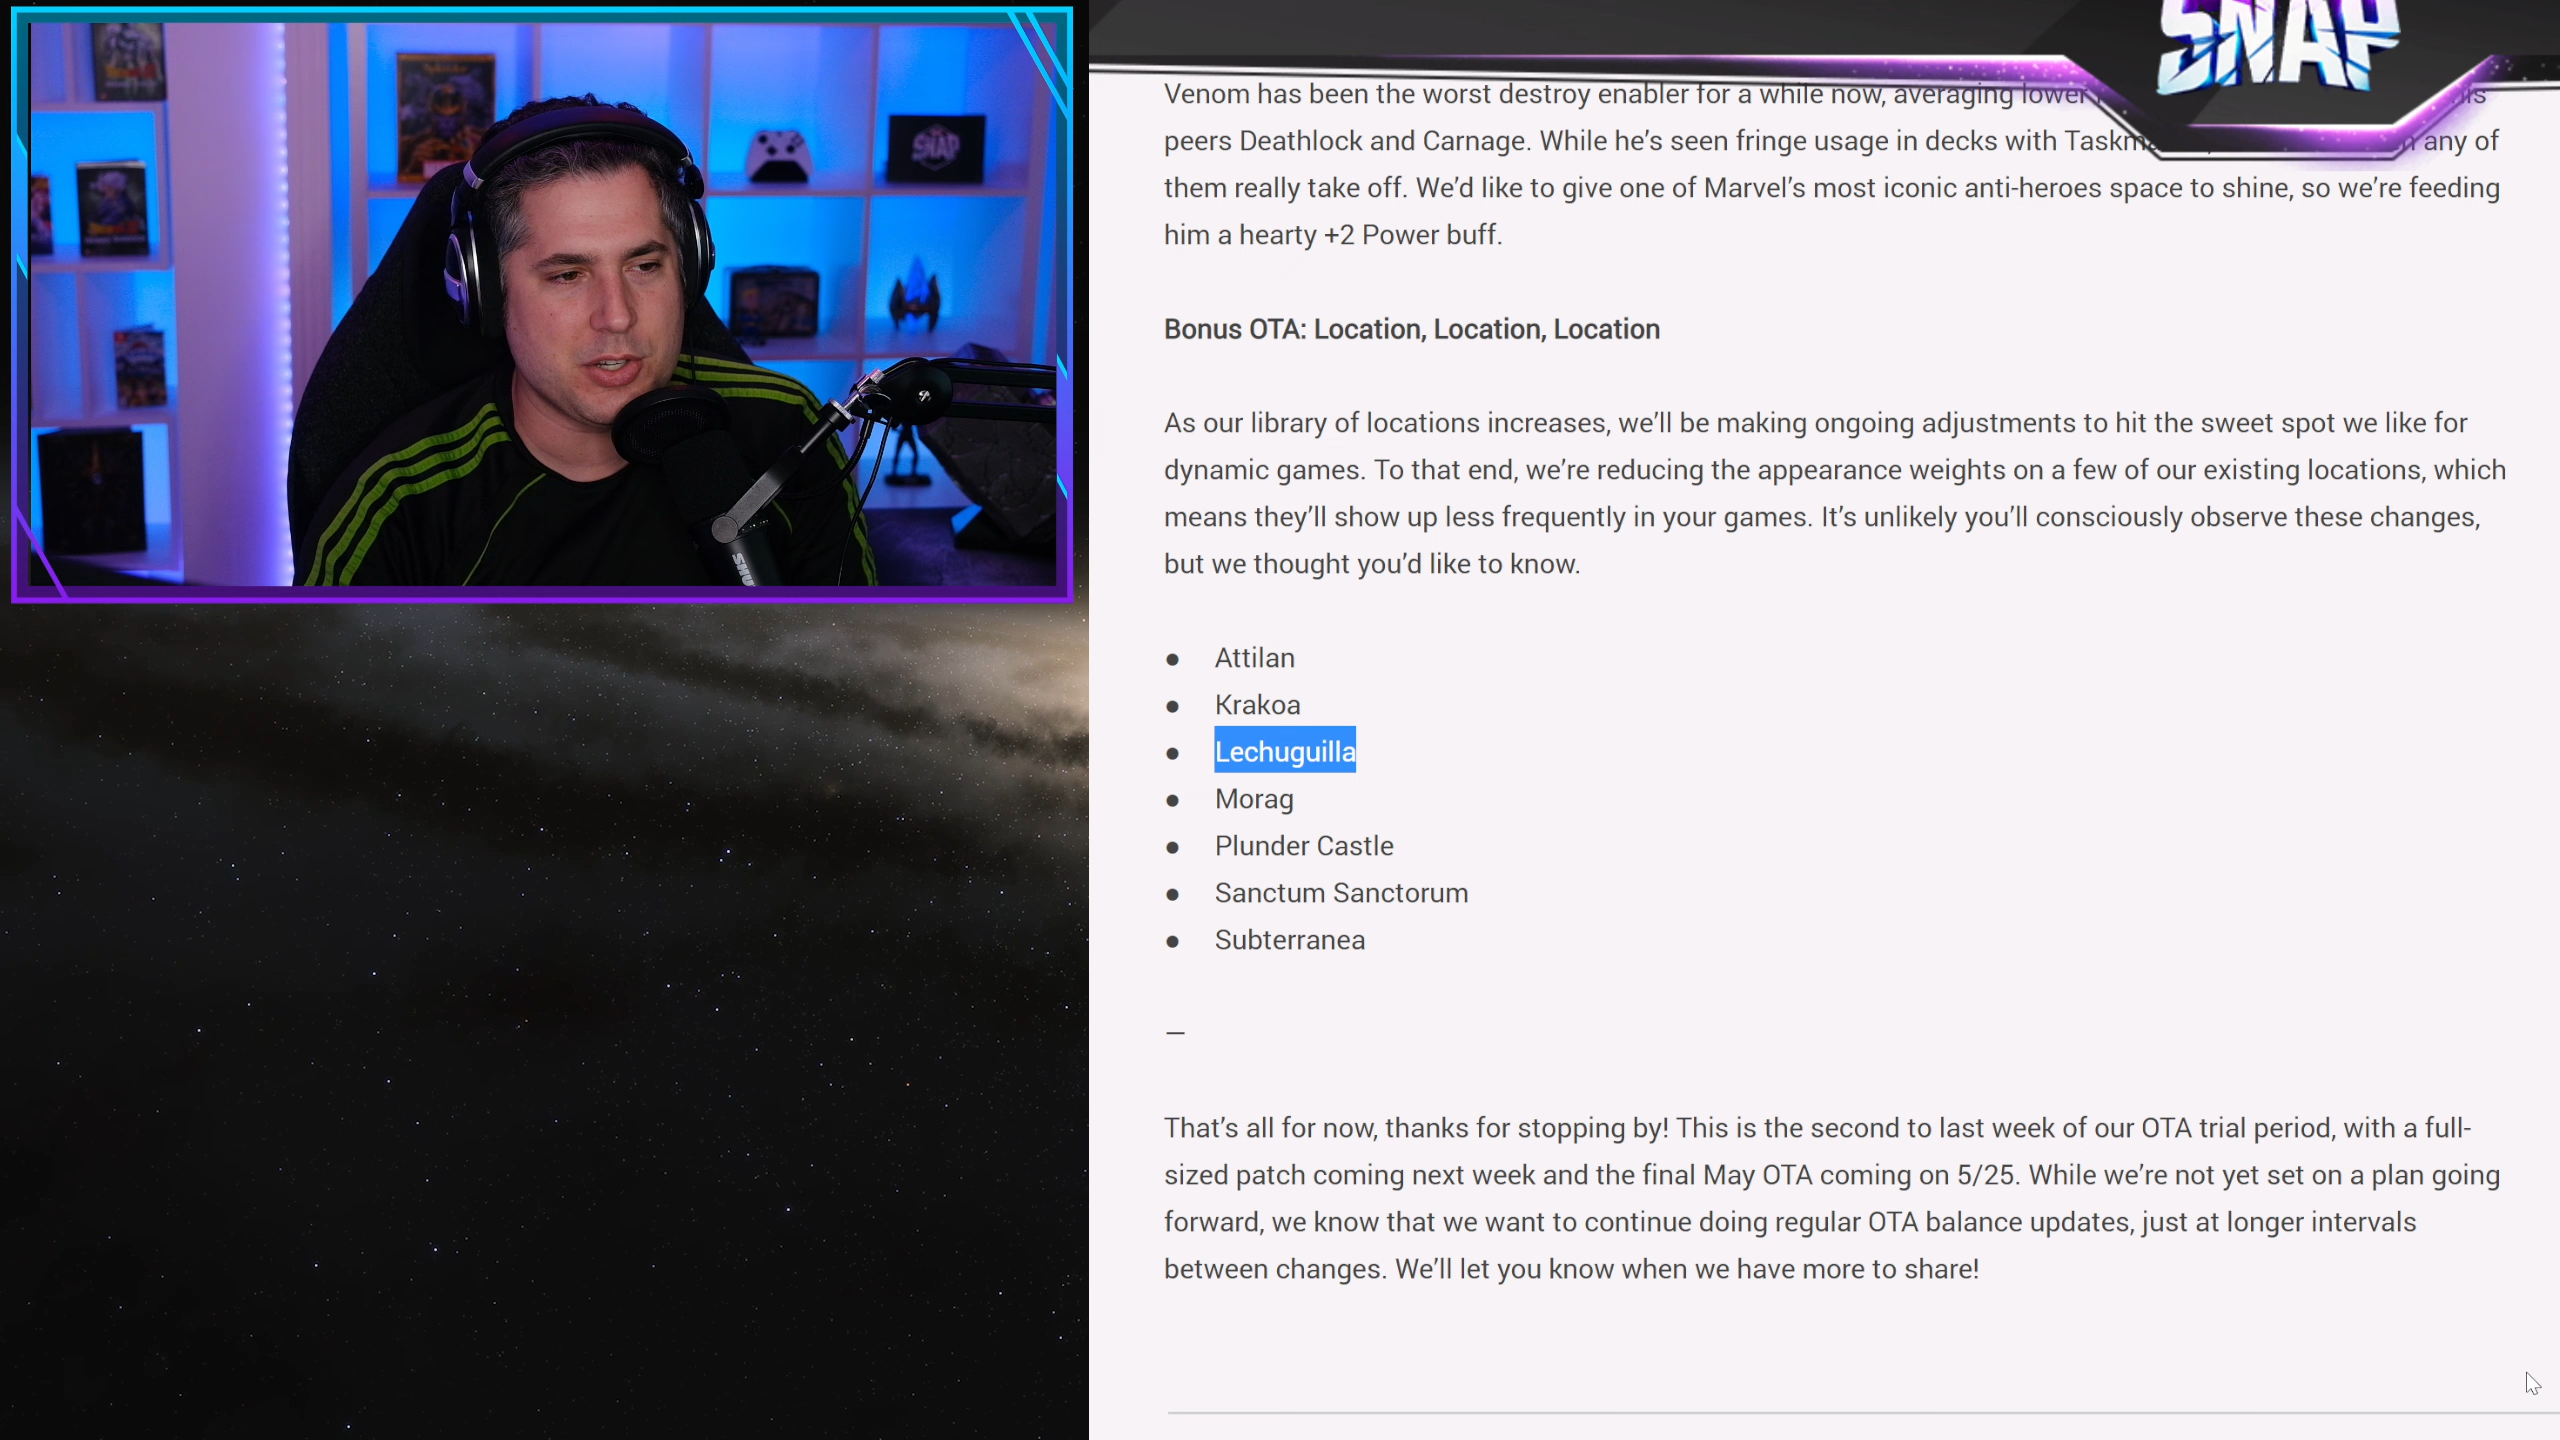 SNAP
Venom has been the worst destroy enabler for a while now, averaging lower
peers Deathlock and Carnage. While he’s seen fringe usage in decks with any of
them really take off. We’d like to give one of Marvel’s most iconic anti-heroes space to shine, so we’re feeding
him a hearty +2 Power buff.
Bonus OTA: Location, Location, Location
As our library of locations increases, we’ll be making ongoing adjustments to hit the sweet spot we like for
dynamic games. To that end, we’re reducing the appearance weights on a few of our existing locations, which
means they’ll show up less frequently in your games. It’s unlikely you’ll consciously observe these changes,
but we thought you’d like to know.
● Attilan
● Krakoa
● Lechuguilla
● Morag
● Plunder Castle
● Sanctum Sanctorum
● Subterranea
—
That’s all for now, thanks for stopping by! This is the second to last week of our OTA trial period, with a full-
sized patch coming next week and the final May OTA coming on 5/25. While we’re not yet set on a plan going
forward, we know that we want to continue doing regular OTA balance updates, just at longer intervals
between changes. We’ll let you know when we have more to share!
SNAP